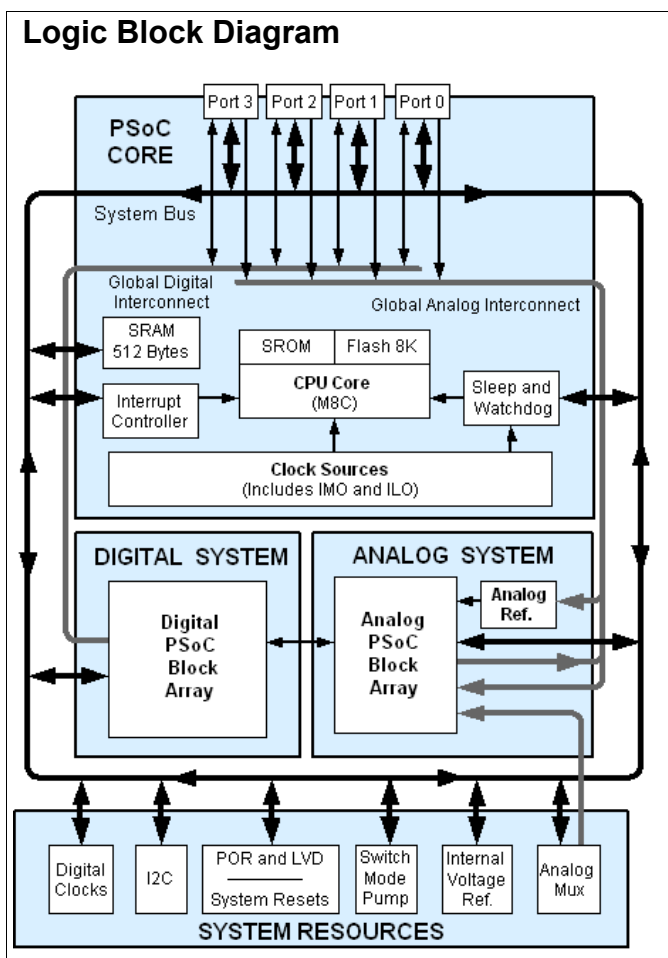 Logic Block Diagram
Port 3
Port 2
Port 1
Port 0
PSoC
CORE
System Bus
Global Digital
Interconnect
Global Analog Interconnect
SRAM
512 Bytes
SROM
Flash 8K
CPU Core
(M8C)
Interrupt
Controller
Sleep and
Watchdog
Clock Sources
(Includes IMO and ILO)
DIGITAL SYSTEM
ANALOG SYSTEM
Digital
PSoC
Block
Array
Analog
PSoC
Block
Array
Analog
Ref.
Digital
Clocks
I2C
POR and LVD
System Resets
Switch
Mode
Pump
Internal
Voltage
Ref.
Analog
Mux
SYSTEM RESOURCES